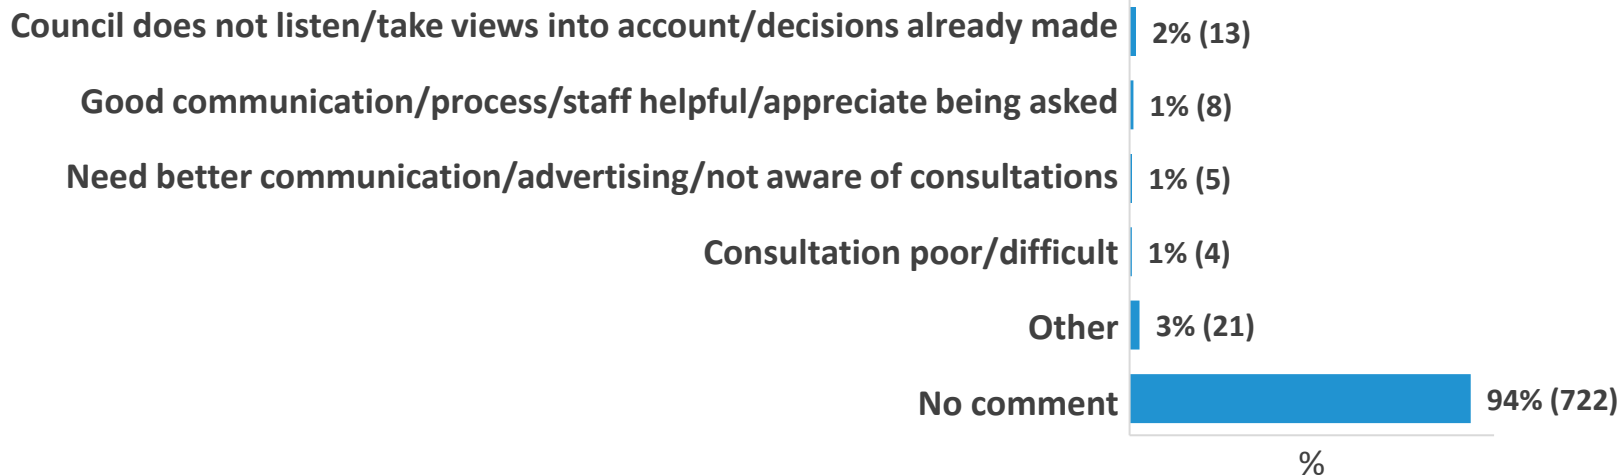 Council does not listen/take views into account/decisions already made 2% (13)
Good communication/process/staff helpful/appreciate being asked 1% (8)
Need better communication/advertising/not aware of consultations 1% (5)
Consultation poor/difficult 1% (4)
Other 3% (21)
No comment 94% (722)
%